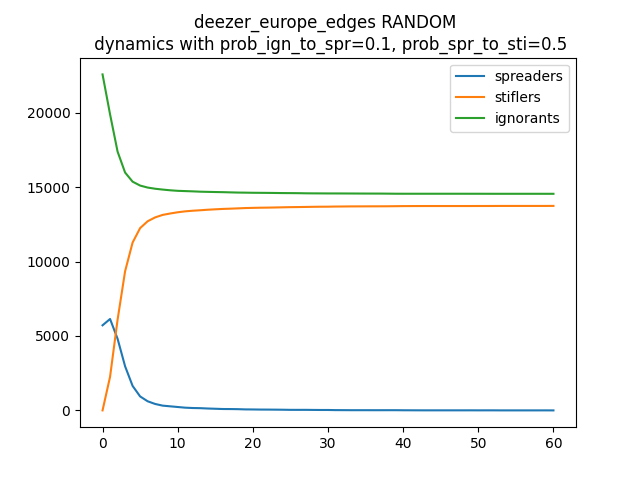 deezer_europe_edges RANDOM
dynamics with prob_ign_to_spr=0.1, prob_spr_to_sti=0.5
spreaders
stiflers
ignorants
20000
15000
10000
5000
0
0 10 20 30 40 50 60